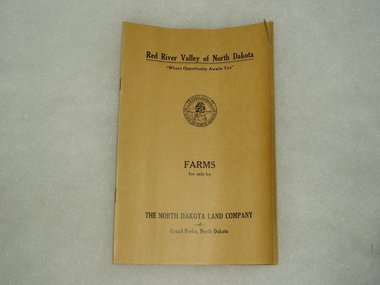 Red River Valley of North Dakota
"Where Opportunity Awaits You"
FARMS
for sale by
THE NORTH DAKOTA LAND COMPANY
-of-
Grand Forks, North Dakota